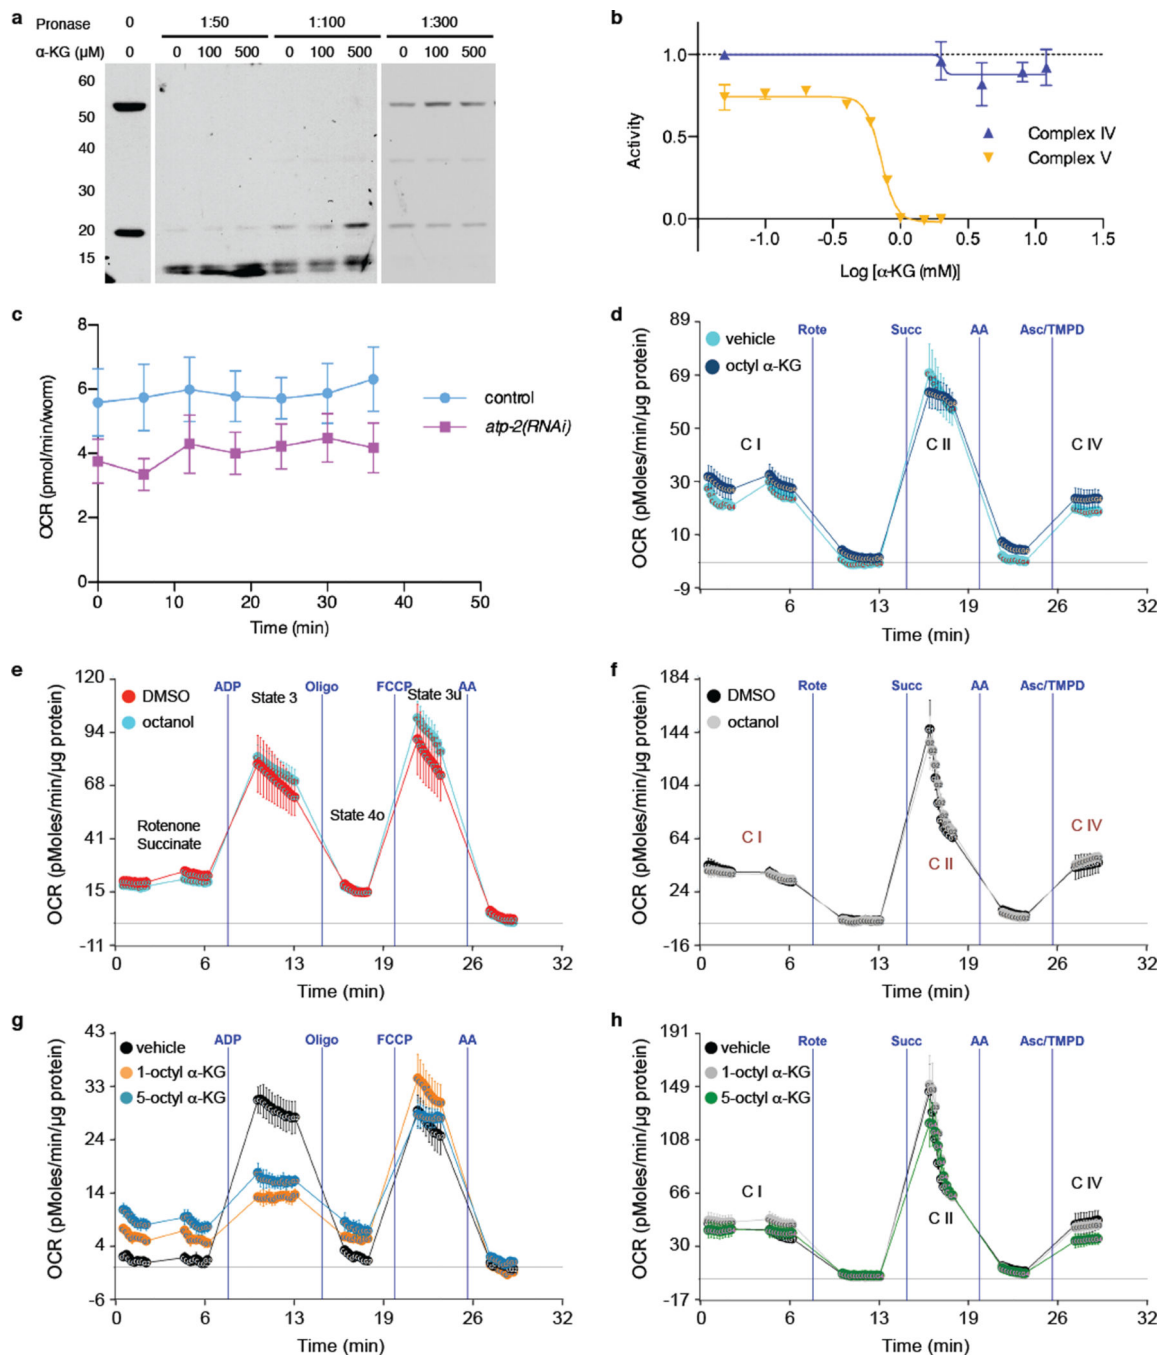 a
Pronase 0 1:50 1:100 1:300
α-KG (µM) 0 0 100 500 0 100 500 0 100 500
60
50
40
30
20
15
b
Activity
1.0
0.5
0.0
Complex IV
Complex V
-1.0 -0.5 0.0 0.5 1.0 1.5
Log [α-KG (mM)]
c
OCR (pmol/min/worm)
8
6
4
2
0
control
atp-2(RNAi)
0 10 20 30 40 50
Time (min)
d
OCR (pMoles/min/µg protein)
89
69
50
30
10
-9
Rote Succ AA Asc/TMPD
vehicle
octyl α-KG
C I C II C IV
6 13 19 26 32
Time (min)
e
OCR (pMoles/min/µg protein)
120
94
68
41
15
-11
ADP Oligo FCCP AA
DMSO
octanol
State 3 State 3u
State 4o
Rotenone
Succinate
0 6 13 19 26 32
Time (min)
f
OCR (pMoles/min/µg protein)
184
144
104
64
24
-16
Rote Succ AA Asc/TMPD
DMSO
octanol
C I C II C IV
0 6 13 19 26 32
Time (min)
g
OCR (pMoles/min/µg protein)
43
33
24
14
4
-6
ADP Oligo FCCP AA
vehicle
1-octyl α-KG
5-octyl α-KG
0 6 13 19 26 32
Time (min)
h
OCR (pMoles/min/µg protein)
191
149
108
66
30
-17
Rote Succ AA Asc/TMPD
vehicle
1-octyl α-KG
5-octyl α-KG
C I C II C IV
0 6 13 19 26 32
Time (min)